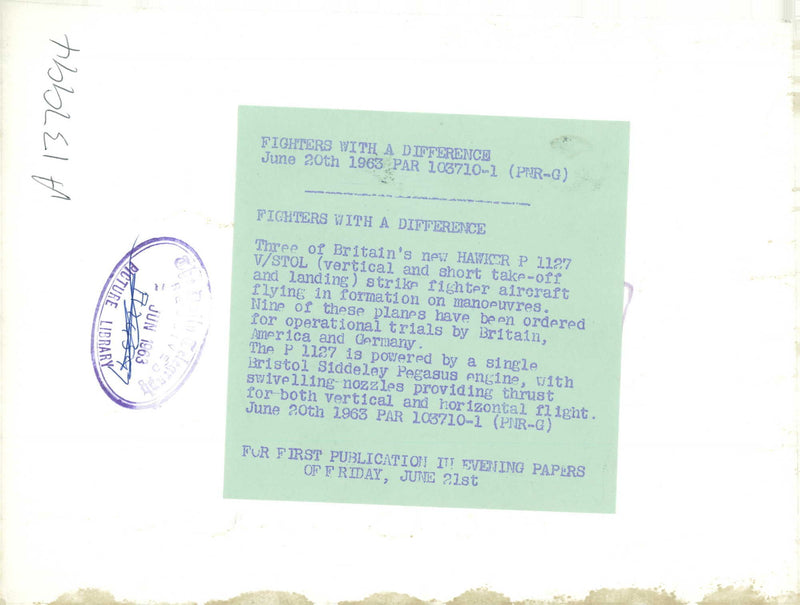 A137994
FIGHTERS WITH A DIFFERENCE
June 20th 1963 PAR 103710-1 (PNR-G)
FIGHTERS WITH A DIFFERENCE
Three of Britain's new HAWKER P 1127
V/STOL (vertical and short take-off
and landing) strike fighter aircraft
flying in formation on manoeuvres.
Nine of these planes have been ordered
for operational trials by Britain,
America and Germany.
The P 1127 is powered by a single
Bristol Siddeley Pegasus engine, with
swivelling nozzles providing thrust
for both vertical and horizontal flight.
June 20th 1963 PAR 103710-1 (PNR-G)
FOR FIRST PUBLICATION IN EVENING PAPERS
OF FRIDAY, JUNE 21st
JUN 1963
PICTURE LIBRARY